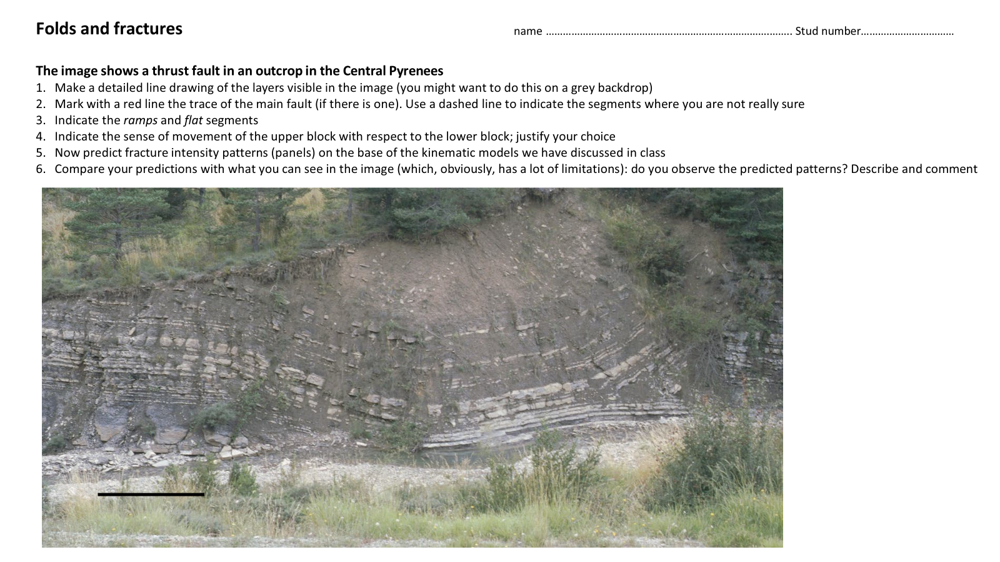 Folds and fractures
name ……………………………………………………………………………. Stud number……………………………
The image shows a thrust fault in an outcrop in the Central Pyrenees
1. Make a detailed line drawing of the layers visible in the image (you might want to do this on a grey backdrop)
2. Mark with a red line the trace of the main fault (if there is one). Use a dashed line to indicate the segments where you are not really sure
3. Indicate the ramps and flat segments
4. Indicate the sense of movement of the upper block with respect to the lower block; justify your choice
5. Now predict fracture intensity patterns (panels) on the base of the kinematic models we have discussed in class
6. Compare your predictions with what you can see in the image (which, obviously, has a lot of limitations): do you observe the predicted patterns? Describe and comment